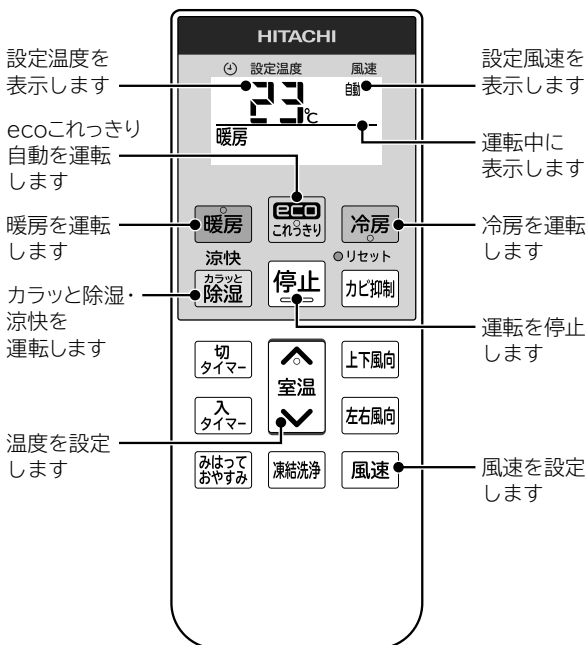 HITACHI
設定温度を
表示します
設定温度
風速
自動
23℃
暖房
設定風速を
表示します
ecoこれっきり
自動を運転
します
運転中に
表示します
暖房を運転
します
暖房
eco
これっきり
冷房
冷房を運転
します
涼快
リセット
カラッと除湿・
涼快を
運転します
カラッと
除湿
停止
カビ抑制
運転を停止
します
切
タイマー
室温
上下風向
入
タイマー
左右風向
温度を設定
します
みはって
おやすみ
凍結洗浄
風速
風速を設定
します